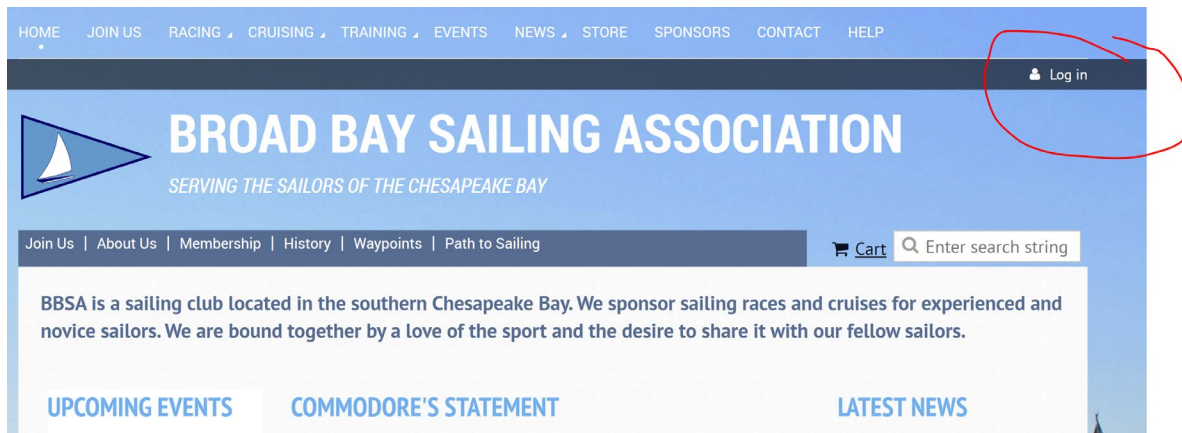 HOME JOIN US RACING CRUISING TRAINING EVENTS NEWS STORE SPONSORS CONTACT HELP
Log in
BROAD BAY SAILING ASSOCIATION
SERVING THE SAILORS OF THE CHESAPEAKE BAY
Join Us | About Us | Membership | History | Waypoints | Path to Sailing
Cart Enter search string
BBSA is a sailing club located in the southern Chesapeake Bay. We sponsor sailing races and cruises for experienced and
novice sailors. We are bound together by a love of the sport and the desire to share it with our fellow sailors.
UPCOMING EVENTS COMMODORE'S STATEMENT LATEST NEWS